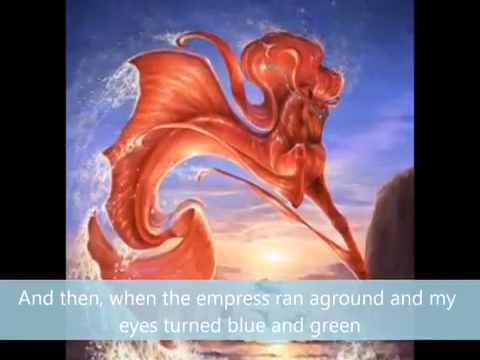 And then, when the empress ran aground and my
eyes turned blue and green